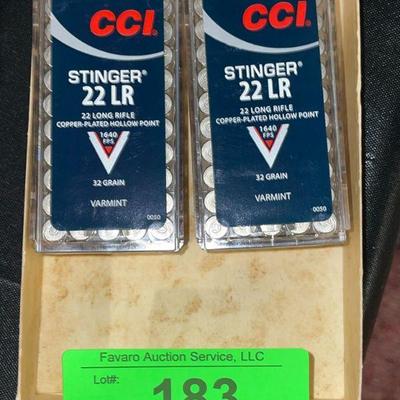 CCI.
STINGER®
22 LR
22 LONG RIFLE
COPPER-PLATED HOLLOW POINT
1640
FPS
32 GRAIN
VARMINT
0050
CCI.
STINGER®
22 LR
22 LONG RIFLE
COPPER-PLATED HOLLOW POINT
1640
FPS
32 GRAIN
VARMINT
0050
Favaro Auction Service, LLC
Lot#:
183